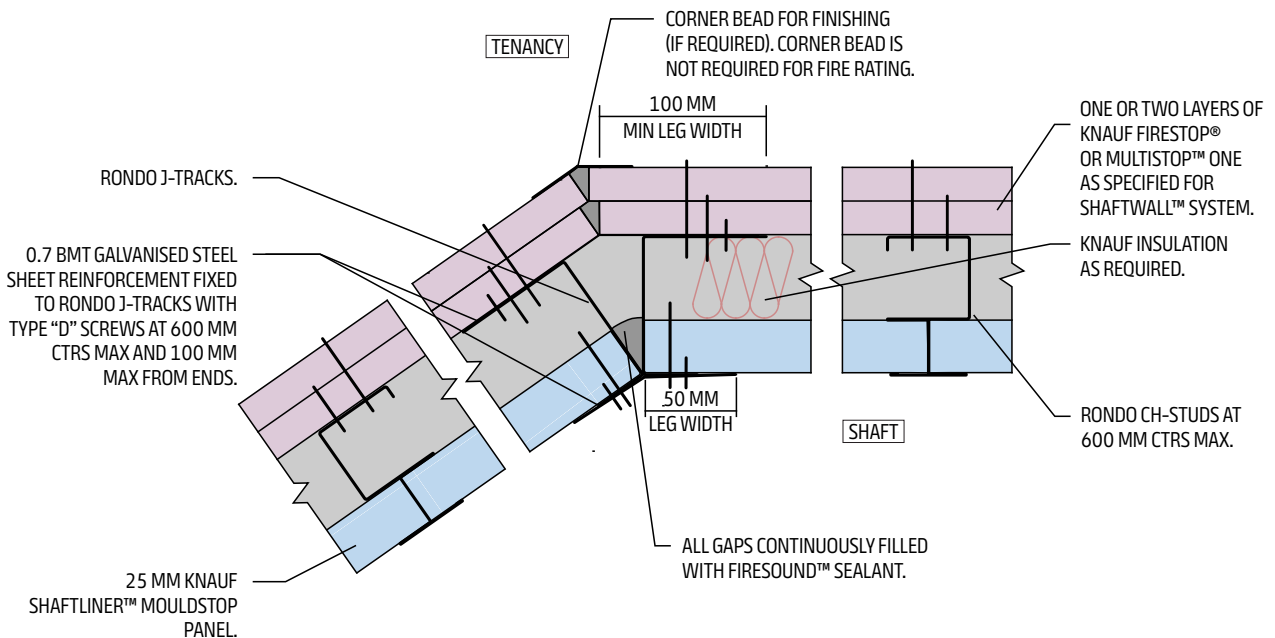 CORNER BEAD FOR FINISHING
(IF REQUIRED). CORNER BEAD IS
NOT REQUIRED FOR FIRE RATING.
TENANCY
100 MM
MIN LEG WIDTH
ONE OR TWO LAYERS OF
KNAUF FIRESTOP®
OR MULTISTOP™ ONE
AS SPECIFIED FOR
SHAFTWALL™ SYSTEM.
RONDO J-TRACKS.
KNAUF INSULATION
AS REQUIRED.
0.7 BMT GALVANISED STEEL
SHEET REINFORCEMENT FIXED
TO RONDO J-TRACKS WITH
TYPE “D” SCREWS AT 600 MM
CTRS MAX AND 100 MM
MAX FROM ENDS.
50 MM
LEG WIDTH
SHAFT
RONDO CH-STUDS AT
600 MM CTRS MAX.
ALL GAPS CONTINUOUSLY FILLED
WITH FIRESOUND™ SEALANT.
25 MM KNAUF
SHAFTLINER™ MOULDSTOP
PANEL.